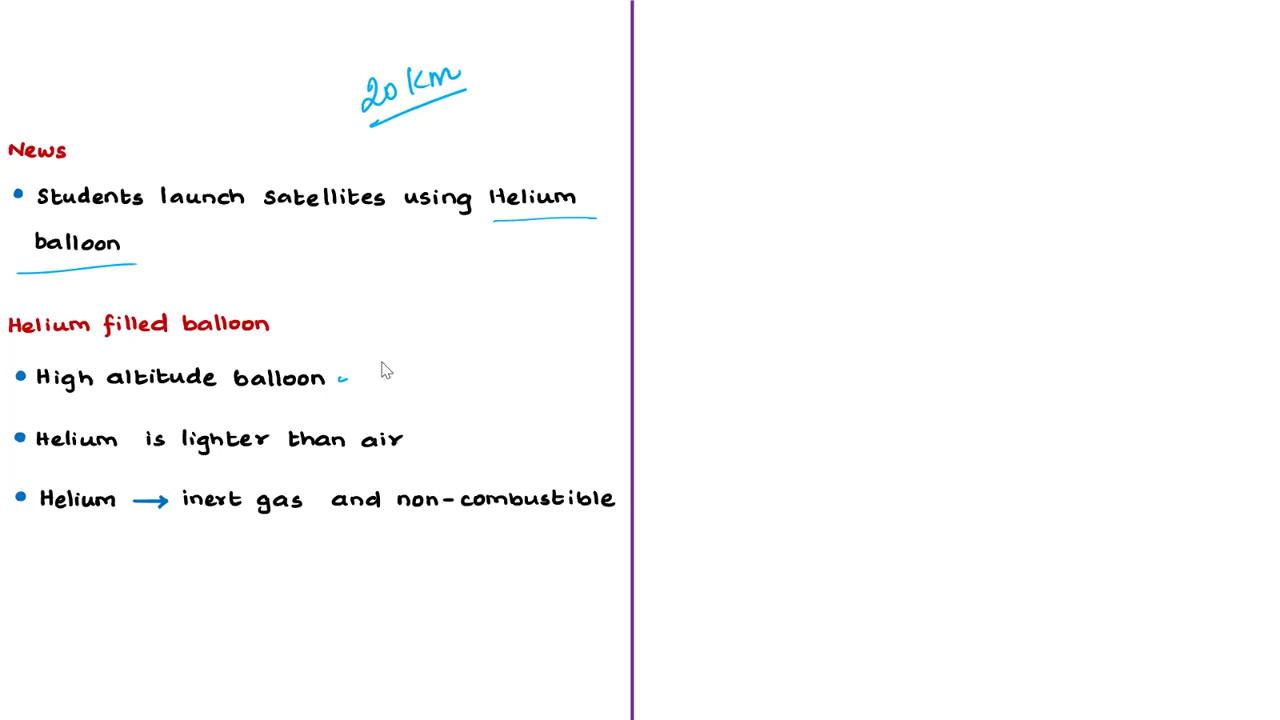 20 Km
News
• Students launch satellites using Helium
balloon
Helium filled balloon
• High altitude balloon
• Helium is lighter than air
• Helium → inert gas and non-combustible